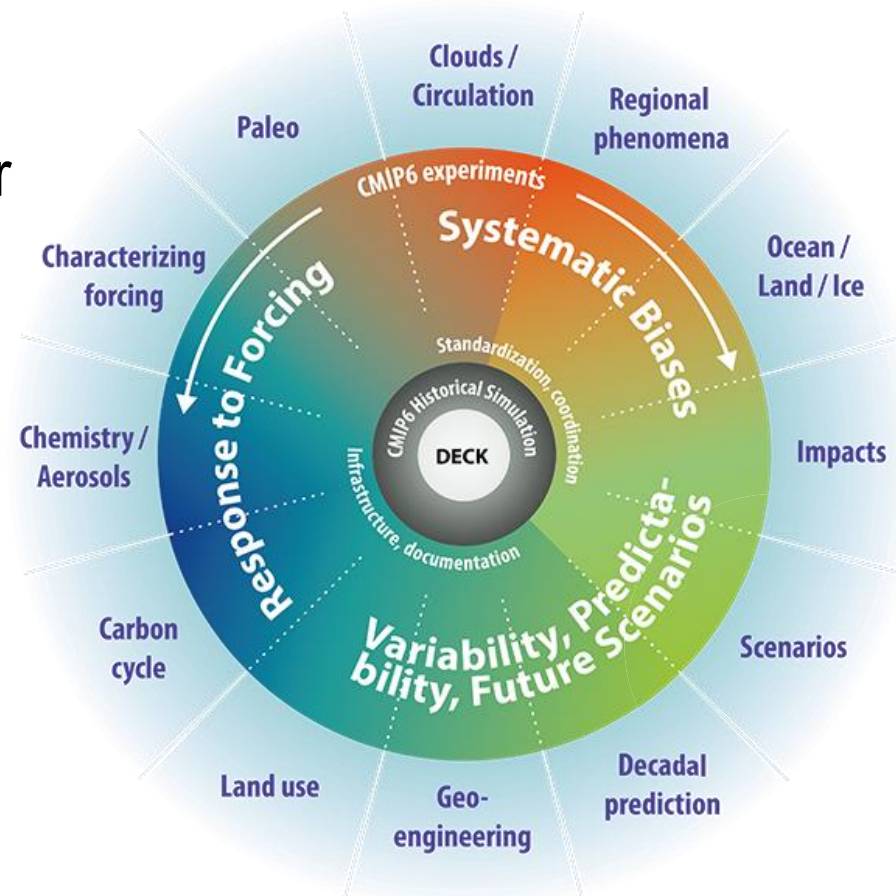 r
Clouds /
Circulation
Regional
phenomena
Ocean /
Land / Ice
Impacts
Scenarios
Decadal
prediction
Geo-
engineering
Land use
Carbon
cycle
Chemistry /
Aerosols
Characterizing
forcing
Paleo
CMIP6 experiments
Systematic Biases
Variability, Predicta-
bility, Future Scenarios
Response to Forcing
Standardization, coordination
Infrastructure, documentation
CMIP6 Historical Simulation
DECK